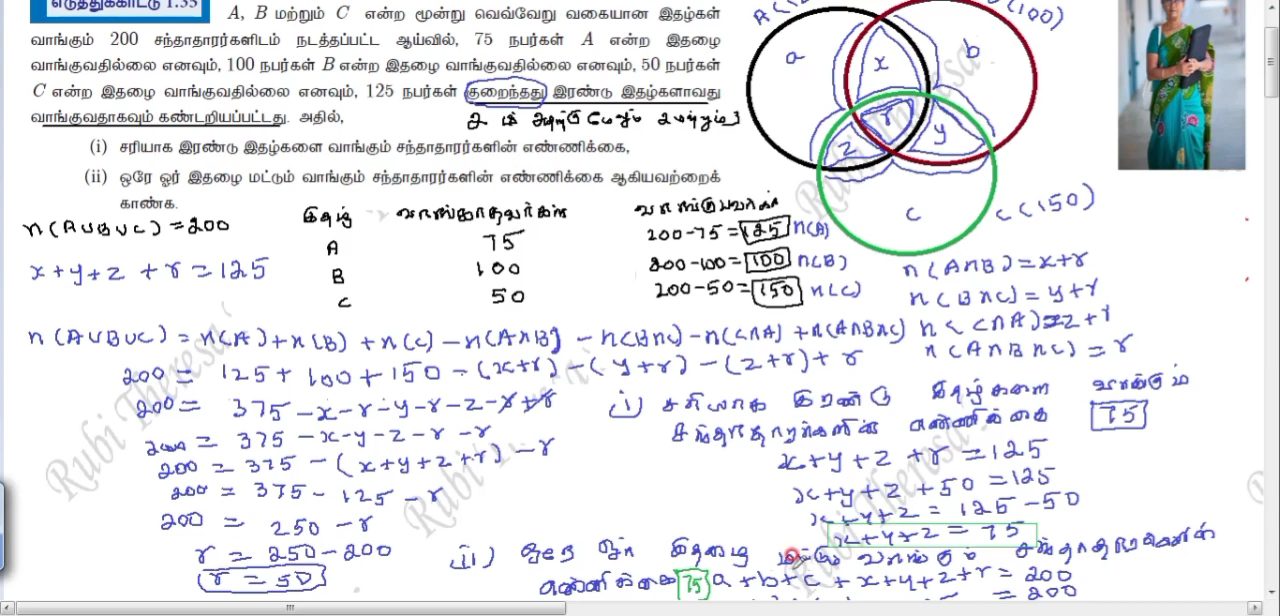 எடுத்துக்காட்டு 1.35
A, B மற்றும் C என்ற மூன்று வெவ்வேறு வகையான இதழ்கள்
வாங்கும் 200 சந்தாதாரர்களிடம் நடத்தப்பட்ட ஆய்வில், 75 நபர்கள் A என்ற இதழை
வாங்குவதில்லை எனவும், 100 நபர்கள் B என்ற இதழை வாங்குவதில்லை எனவும், 50 நபர்கள்
C என்ற இதழை வாங்குவதில்லை எனவும், 125 நபர்கள் குறைந்தது இரண்டு இதழ்களாவது
வாங்குவதாகவும் கண்டறியப்பட்டது. அதில்,
(i) சரியாக இரண்டு இதழ்களை வாங்கும் சந்தாதாரர்களின் எண்ணிக்கை,
(ii) ஒரே ஓர் இதழை மட்டும் வாங்கும் சந்தாதாரர்களின் எண்ணிக்கை ஆகியவற்றைக்
காண்க.
a
x
b
r
z
y
c
C(150)
n(AUBUC)=200
x+y+z+r=125
இதழ் வாங்காதவர்கள் வாங்குபவர்கள்
A 75 200-75=125 n(A)
B 100 200-100=100 n(B)
C 50 200-50=150 n(C)
n(A∩B)=x+r
n(B∩C)=y+r
n(C∩A)=z+r
n(A∩B∩C)=r
n(AUBUC)=n(A)+n(B)+n(C)-n(A∩B)-n(B∩C)-n(C∩A)+n(A∩B∩C)
200=125+100+150-(x+r)-(y+r)-(z+r)+r
200=375-x-r-y-r-z-r+r
200=375-x-y-z-r-r
200=375-(x+y+z+r)-r
200=375-125-r
200=250-r
r=250-200
r=50
i) சரியாக இரண்டு இதழ்களை வாங்கும்
சந்தாதாரர்களின் எண்ணிக்கை 75
x+y+z+r=125
x+y+z+50=125
x+y+z=125-50
x+y+z=75
ii) ஒரே ஓர் இதழை மட்டும் வாங்கும் சந்தாதாரர்களின்
எண்ணிக்கை 75 a+b+c+x+y+z+r=200
=200
Rubi Theresa
Rubi Theresa